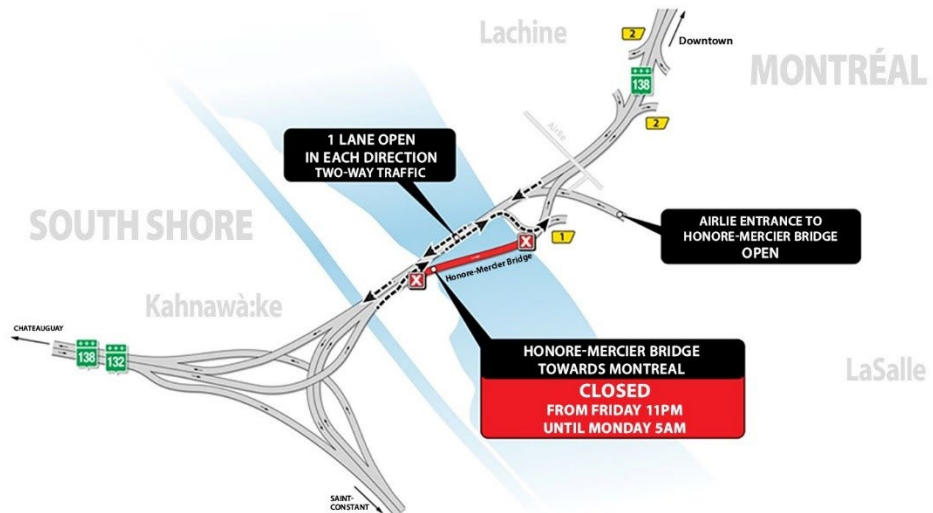 Lachine
2
Downtown
MONTRÉAL
138
2
Airlie
1 LANE OPEN
IN EACH DIRECTION
TWO-WAY TRAFFIC
SOUTH SHORE
AIRLIE ENTRANCE TO
HONORE-MERCIER BRIDGE
OPEN
1
X
X
Honore-Mercier Bridge
Kahnawà:ke
CHATEAUGUAY
138
132
HONORE-MERCIER BRIDGE
TOWARDS MONTREAL
CLOSED
FROM FRIDAY 11PM
UNTIL MONDAY 5AM
LaSalle
SAINT-
CONSTANT